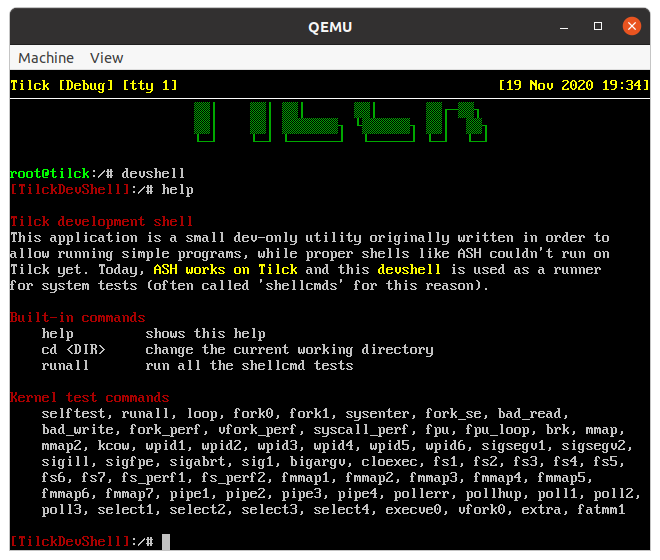 QEMU
Machine View
Tilck [Debug] [tty 1] [19 Nov 2020 19:34]
root@tilck:/# devshell
[TilckDevShell]:/# help
Tilck development shell
This application is a small dev-only utility originally written in order to
allow running simple programs, while proper shells like ASH couldn't run on
Tilck yet. Today, ASH works on Tilck and this devshell is used as a runner
for system tests (often called 'shellcmds' for this reason).
Built-in commands
help shows this help
cd <DIR> change the current working directory
runall run all the shellcmd tests
Kernel test commands
selftest, runall, loop, fork0, fork1, sysenter, fork_se, bad_read,
bad_write, fork_perf, vfork_perf, syscall_perf, fpu, fpu_loop, brk, mmap,
mmap2, kcow, wpid1, wpid2, wpid3, wpid4, wpid5, wpid6, sigsegv1, sigsegv2,
sigill, sigfpe, sigabrt, sig1, bigargv, cloexec, fs1, fs2, fs3, fs4, fs5,
fs6, fs7, fs_perf1, fs_perf2, fmmap1, fmmap2, fmmap3, fmmap4, fmmap5,
fmmap6, fmmap7, pipe1, pipe2, pipe3, pipe4, pollerr, pollhup, poll1, poll2,
poll3, select1, select2, select3, select4, execve0, vfork0, extra, fatmm1
[TilckDevShell]:/#